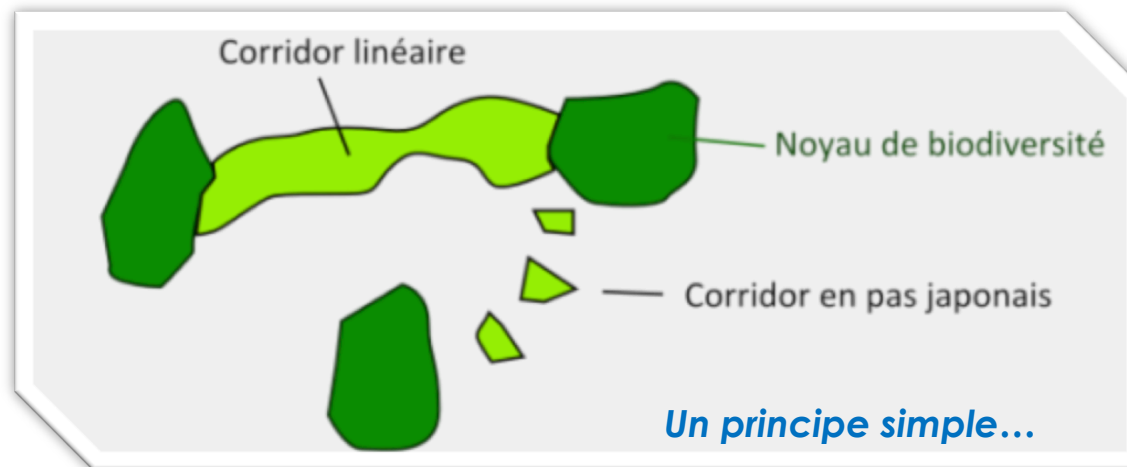 Corridor linéaire
Noyau de biodiversité
Corridor en pas japonais
Un principe simple...